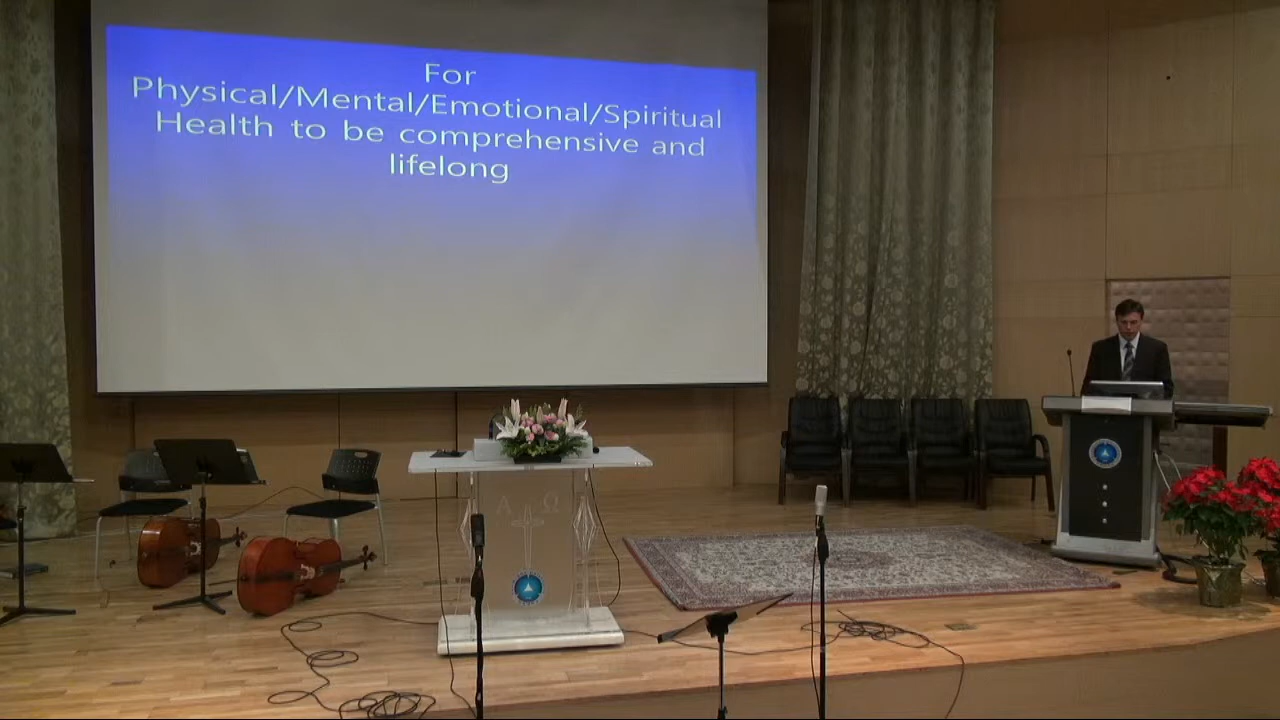 For
Physical/Mental/Emotional/Spiritual
Health to be comprehensive and
lifelong
Α Ω